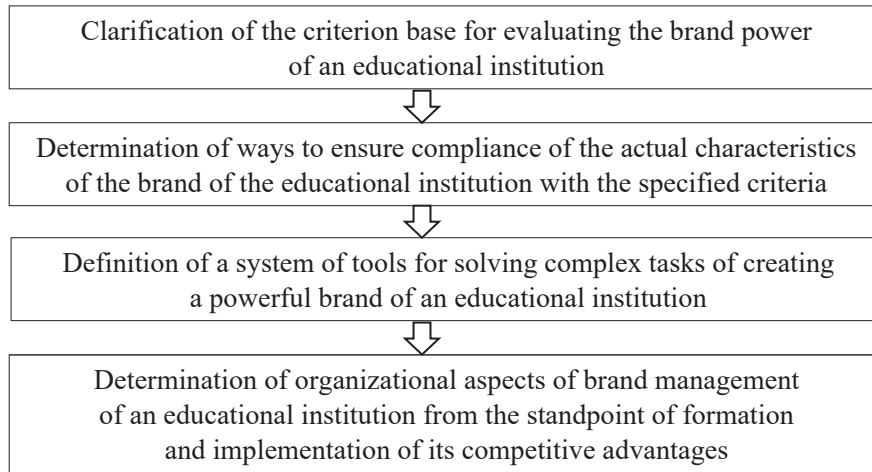 Clarification of the criterion base for evaluating the brand power
of an educational institution
Determination of ways to ensure compliance of the actual characteristics
of the brand of the educational institution with the specified criteria
Definition of a system of tools for solving complex tasks of creating
a powerful brand of an educational institution
Determination of organizational aspects of brand management
of an educational institution from the standpoint of formation
and implementation of its competitive advantages